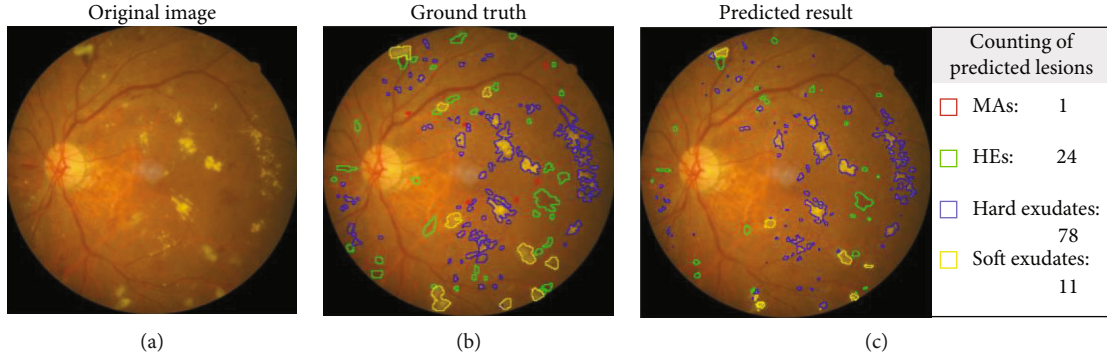 Original image
Ground truth
Predicted result
Counting of
predicted lesions
MAs: 1
HEs: 24
Hard exudates:
78
Soft exudates:
11
(a)
(b)
(c)